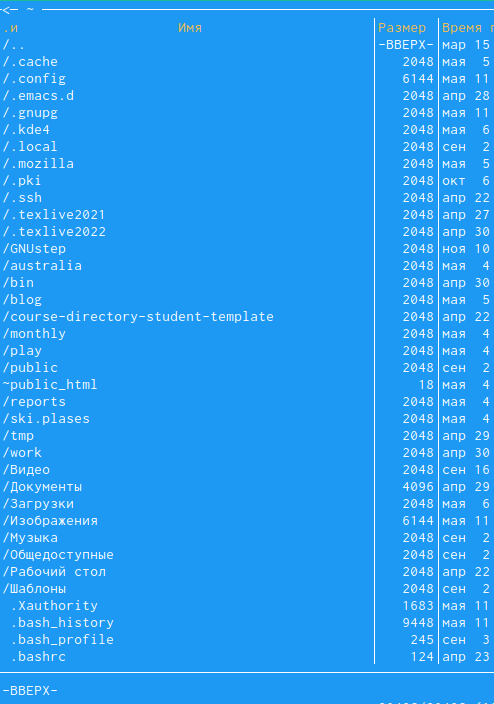 <─ ~
.и Имя Размер Время
/.. -ВВЕРХ- мар 15
/.cache 2048 мая 5
/.config 6144 мая 11
/.emacs.d 2048 апр 28
/.gnupg 2048 мая 11
/.kde4 2048 мая 6
/.local 2048 сен 2
/.mozilla 2048 мая 5
/.pki 2048 окт 6
/.ssh 2048 апр 22
/.texlive2021 2048 апр 27
/.texlive2022 2048 апр 30
/GNUstep 2048 ноя 10
/australia 2048 мая 4
/bin 2048 апр 30
/blog 2048 мая 5
/course-directory-student-template 2048 апр 22
/monthly 2048 мая 4
/play 2048 мая 4
/public 2048 сен 2
~public_html 18 мая 4
/reports 2048 мая 4
/ski.plases 2048 мая 4
/tmp 2048 апр 29
/work 2048 апр 30
/Видео 2048 сен 16
/Документы 4096 апр 29
/Загрузки 2048 мая 6
/Изображения 6144 мая 11
/Музыка 2048 сен 2
/Общедоступные 2048 сен 2
/Рабочий стол 2048 апр 22
/Шаблоны 2048 сен 2
.Xauthority 1683 мая 11
.bash_history 9448 мая 11
.bash_profile 245 сен 3
.bashrc 124 апр 23
-ВВЕРХ-